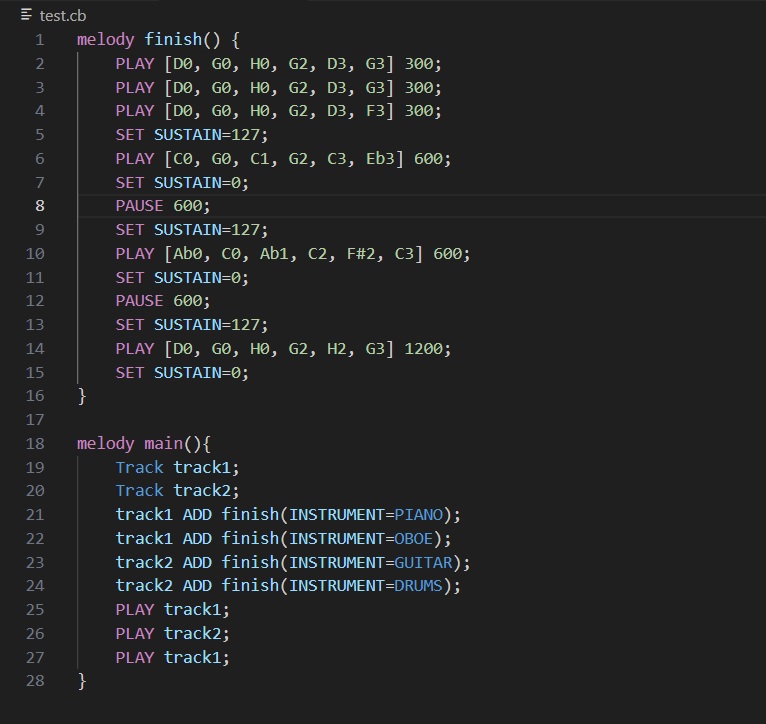 test.cb
1 melody finish() {
2 PLAY [D0, G0, H0, G2, D3, G3] 300;
3 PLAY [D0, G0, H0, G2, D3, G3] 300;
4 PLAY [D0, G0, H0, G2, D3, F3] 300;
5 SET SUSTAIN=127;
6 PLAY [C0, G0, C1, G2, C3, Eb3] 600;
7 SET SUSTAIN=0;
8 PAUSE 600;
9 SET SUSTAIN=127;
10 PLAY [Ab0, C0, Ab1, C2, F#2, C3] 600;
11 SET SUSTAIN=0;
12 PAUSE 600;
13 SET SUSTAIN=127;
14 PLAY [D0, G0, H0, G2, H2, G3] 1200;
15 SET SUSTAIN=0;
16 }
17
18 melody main(){
19 Track track1;
20 Track track2;
21 track1 ADD finish(INSTRUMENT=PIANO);
22 track1 ADD finish(INSTRUMENT=OBOE);
23 track2 ADD finish(INSTRUMENT=GUITAR);
24 track2 ADD finish(INSTRUMENT=DRUMS);
25 PLAY track1;
26 PLAY track2;
27 PLAY track1;
28 }